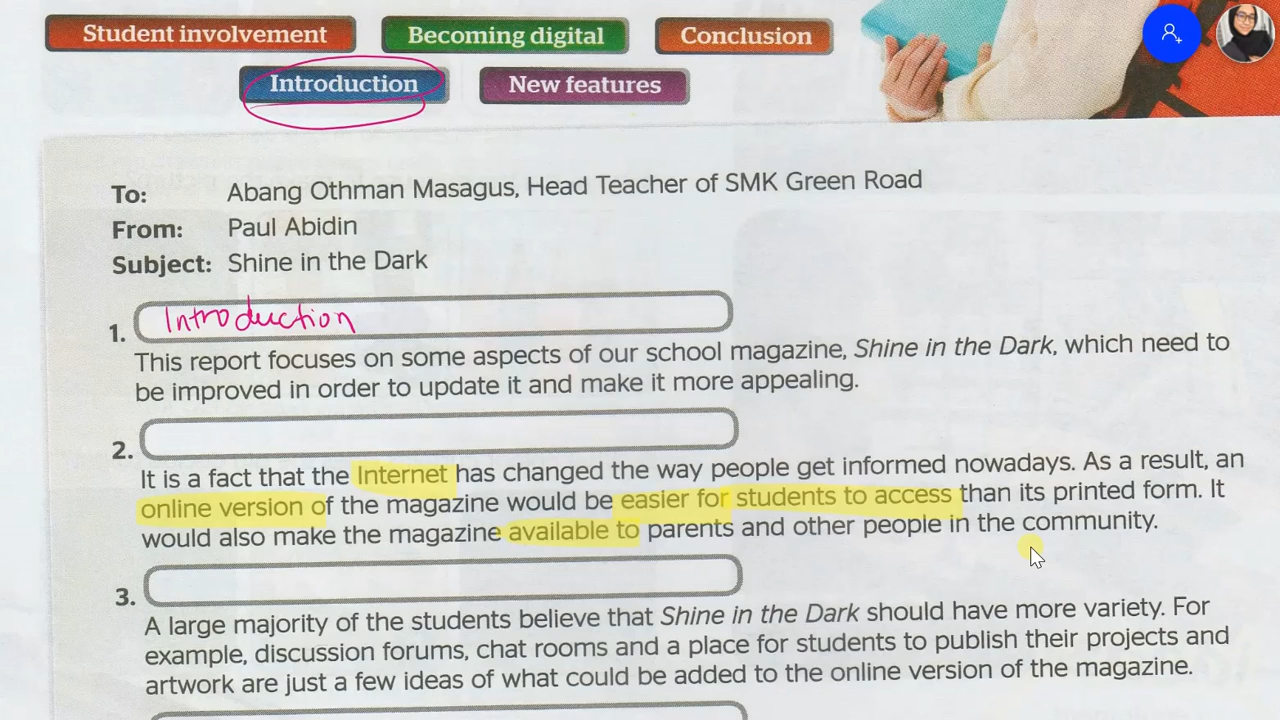 Student involvement
Becoming digital
Conclusion
Introduction
New features
To: Abang Othman Masagus, Head Teacher of SMK Green Road
From: Paul Abidin
Subject: Shine in the Dark
1. Introduction
This report focuses on some aspects of our school magazine, Shine in the Dark, which need to
be improved in order to update it and make it more appealing.
2.
It is a fact that the Internet has changed the way people get informed nowadays. As a result, an
online version of the magazine would be easier for students to access than its printed form. It
would also make the magazine available to parents and other people in the community.
3.
A large majority of the students believe that Shine in the Dark should have more variety. For
example, discussion forums, chat rooms and a place for students to publish their projects and
artwork are just a few ideas of what could be added to the online version of the magazine.